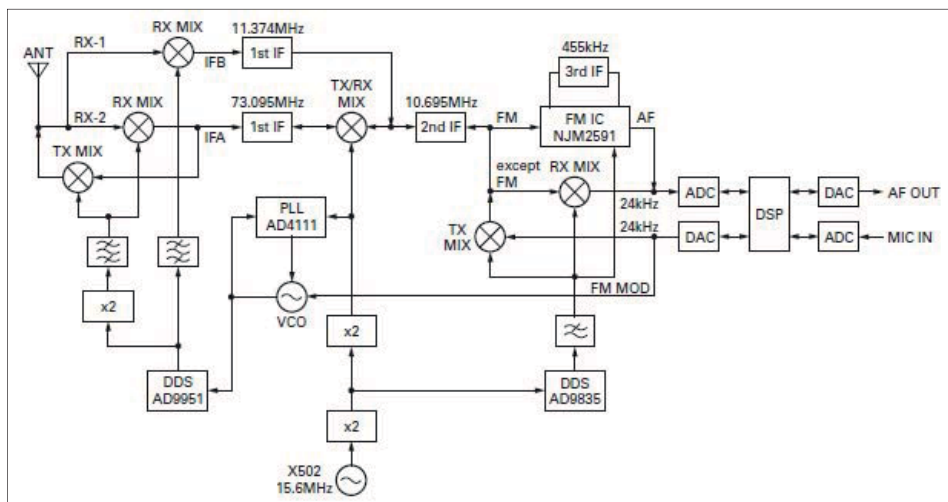 ANT
RX-1
RX MIX
IFB
11.374MHz
1st IF
RX-2
RX MIX
IFA
73.095MHz
1st IF
TX/RX
MIX
10.695MHz
2nd IF
TX MIX
455kHz
3rd IF
FM
FM IC
NJM2591
AF
except
FM
RX MIX
24kHz
24kHz
TX
MIX
ADC
DAC
DSP
DAC
ADC
AF OUT
MIC IN
PLL
AD4111
VCO
FM MOD
x2
x2
DDS
AD9951
DDS
AD9835
x2
X502
15.6MHz